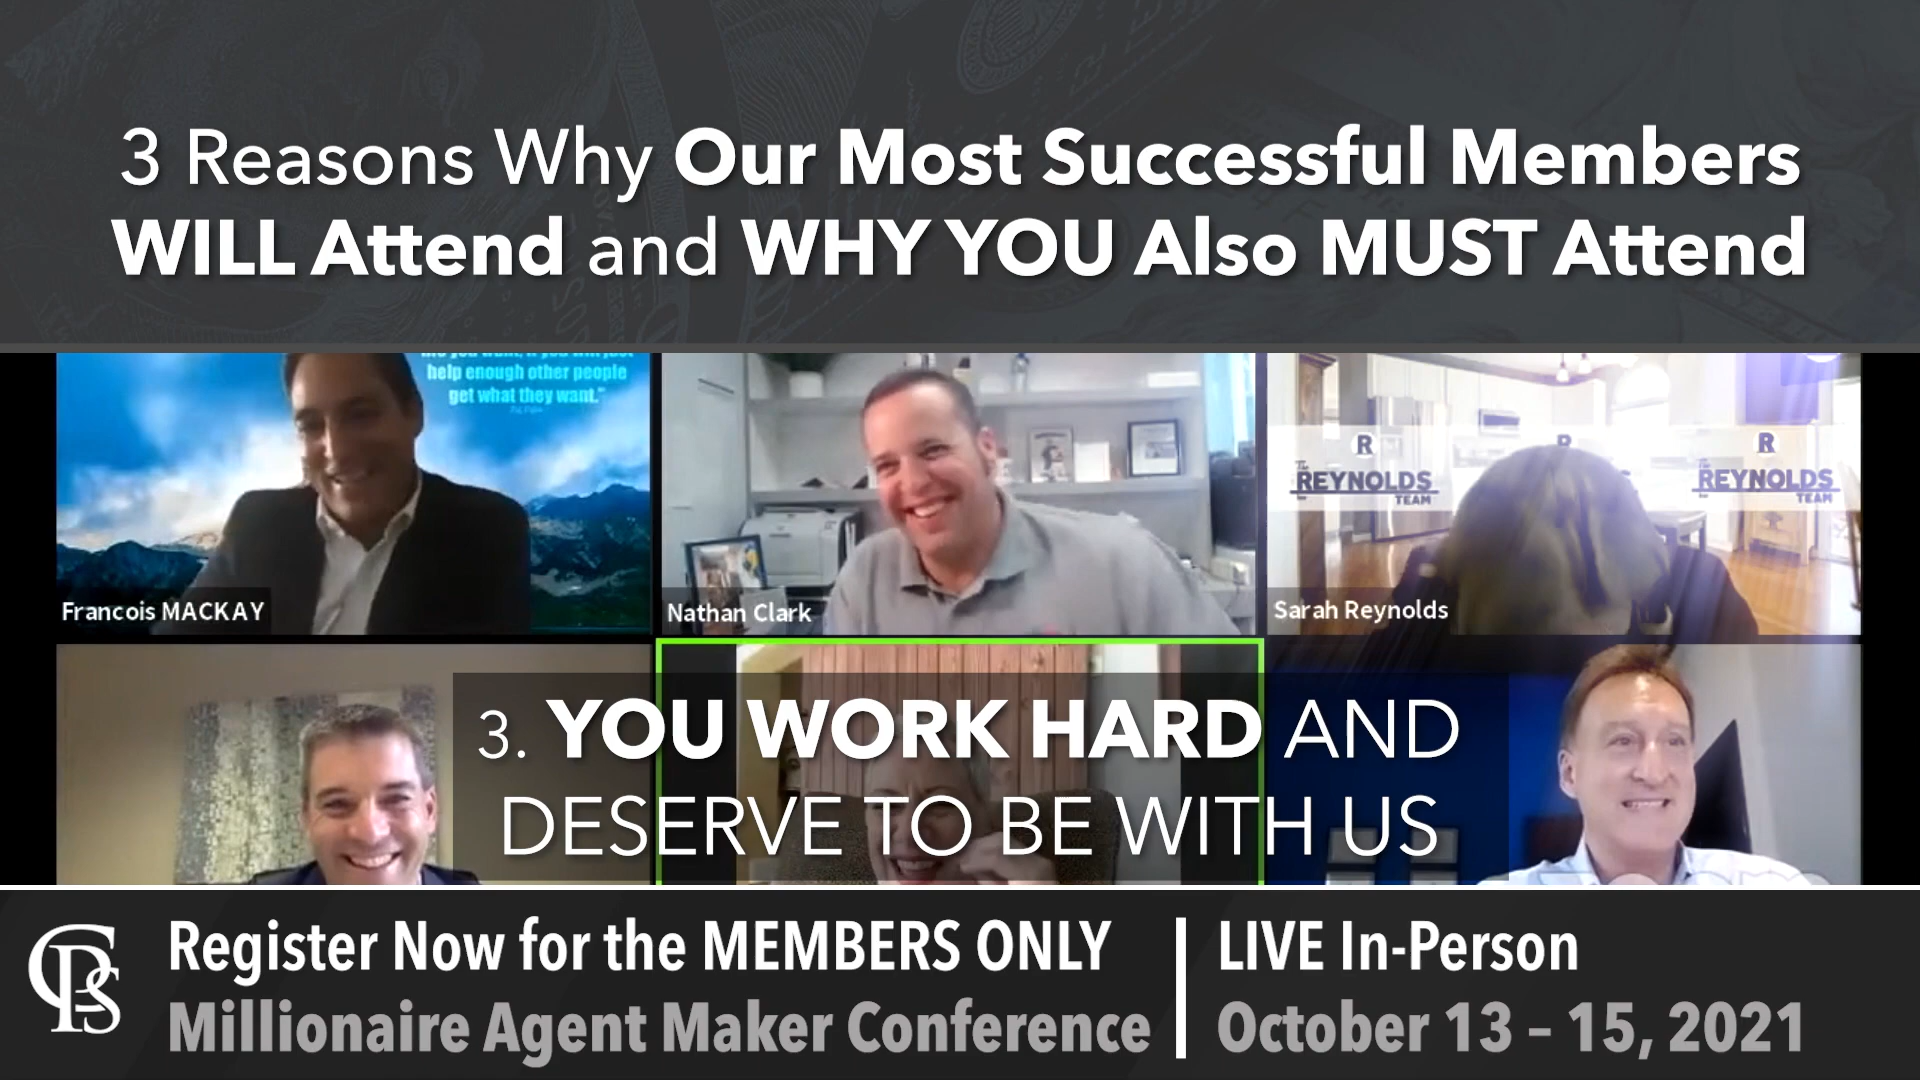 3 Reasons Why Our Most Successful Members
WILL Attend and WHY YOU Also MUST Attend
help enough other people
get what they want."
Francois MACKAY
Nathan Clark
R
R
R
The
REYNOLDS
TEAM
The
REYNOLDS
TEAM
Sarah Reynolds
3. YOU WORK HARD AND
DESERVE TO BE WITH US
CPS
Register Now for the MEMBERS ONLY
Millionaire Agent Maker Conference
LIVE In-Person
October 13 – 15, 2021